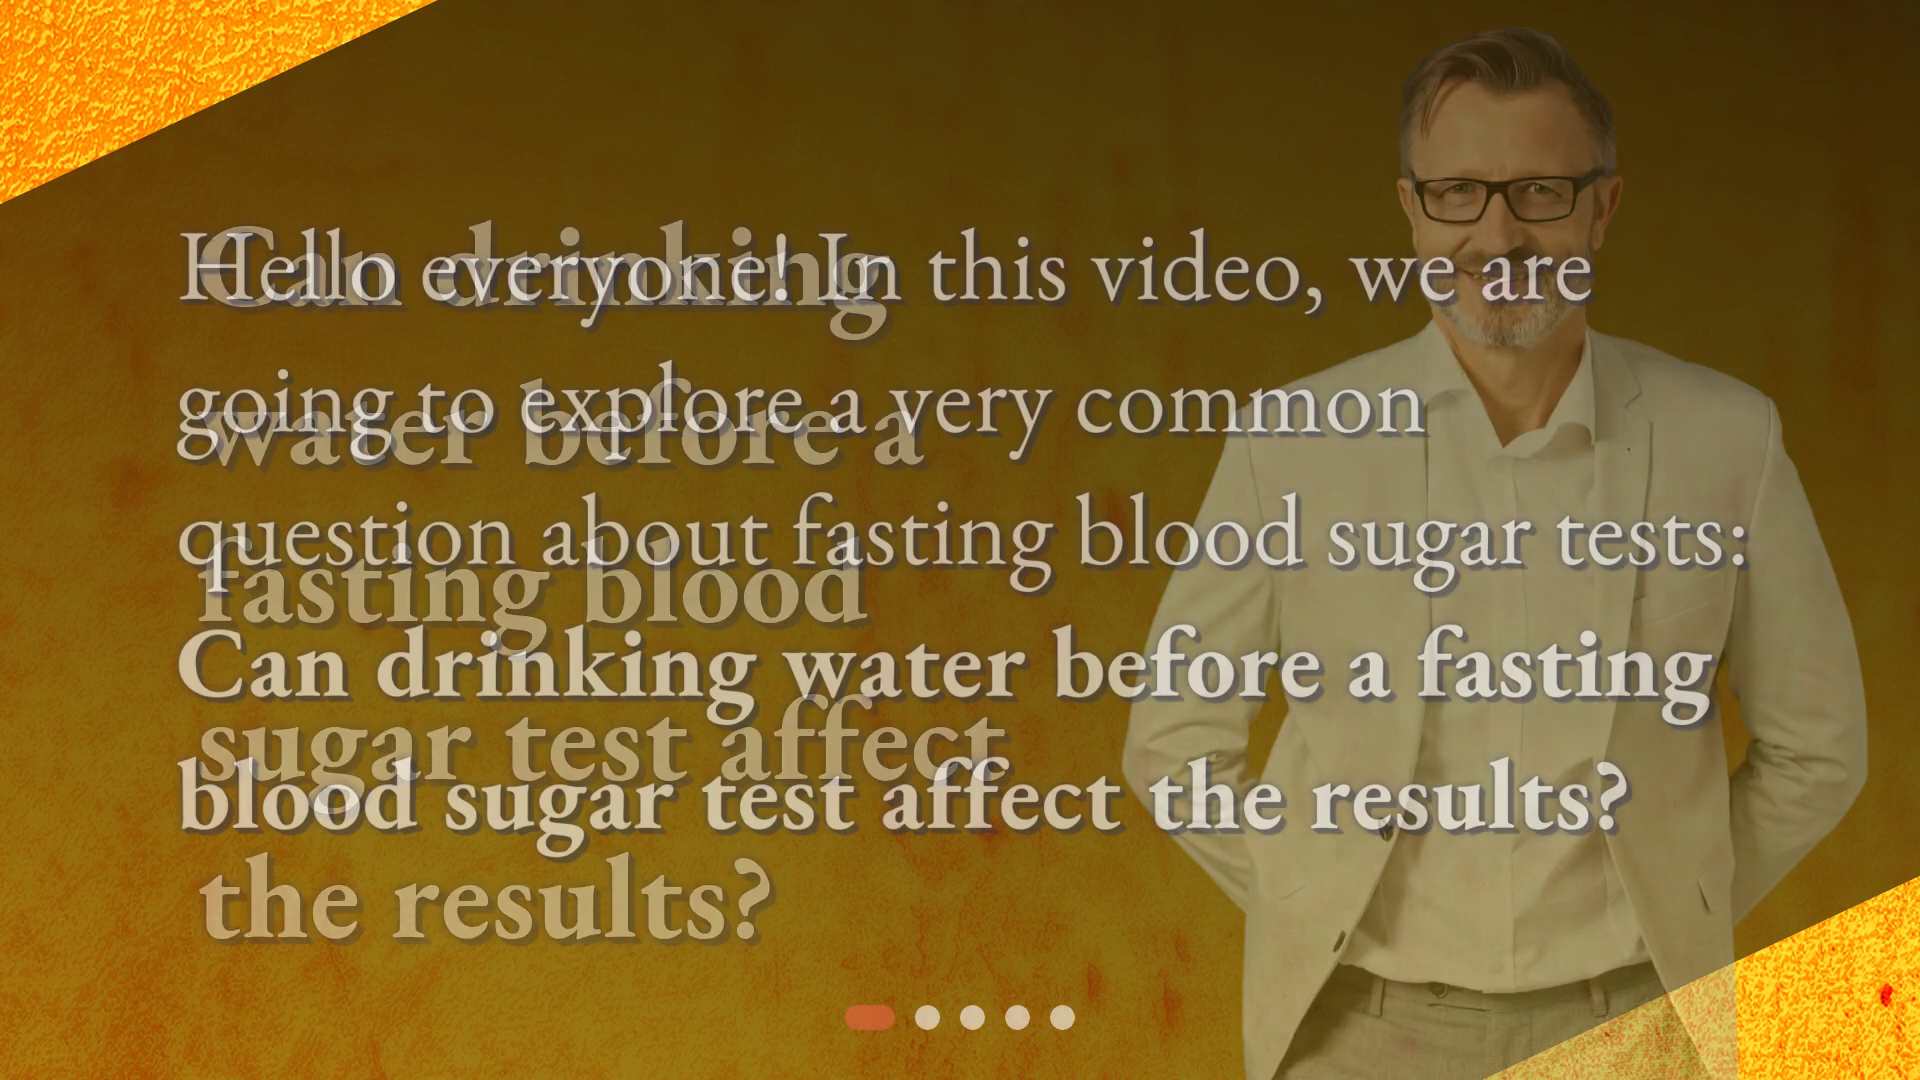 Hello everyone! In this video, we are
going to explore a very common
question about fasting blood sugar tests:
Can drinking water before a fasting
blood sugar test affect the results?
Can drinking
water before a
fasting blood
sugar test affect
the results?